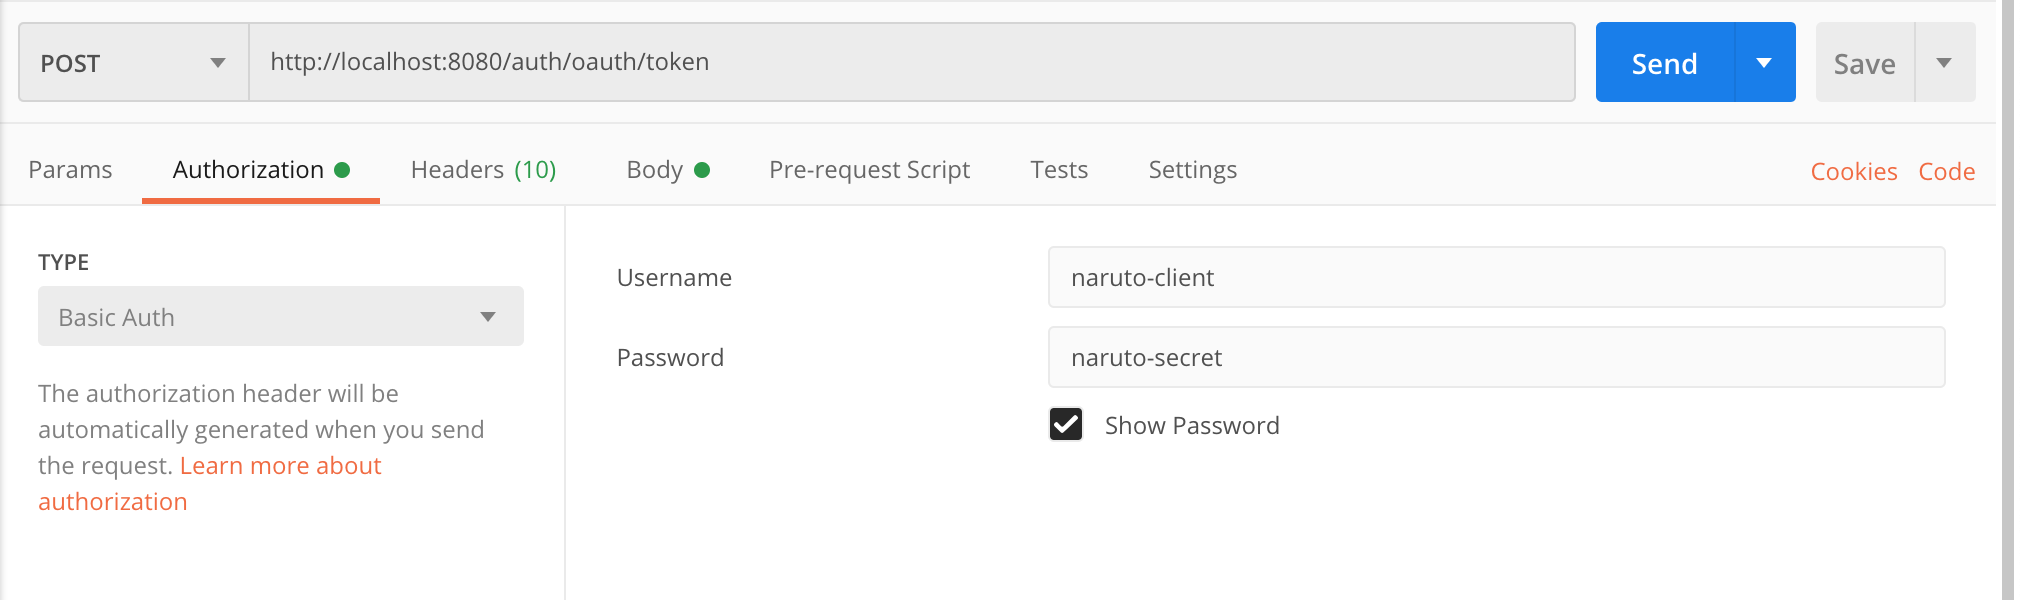 POST http://localhost:8080/auth/oauth/token Send Save
Params Authorization Headers (10) Body Pre-request Script Tests Settings Cookies Code
TYPE
Basic Auth
The authorization header will be
automatically generated when you send
the request. Learn more about
authorization
Username naruto-client
Password naruto-secret
Show Password